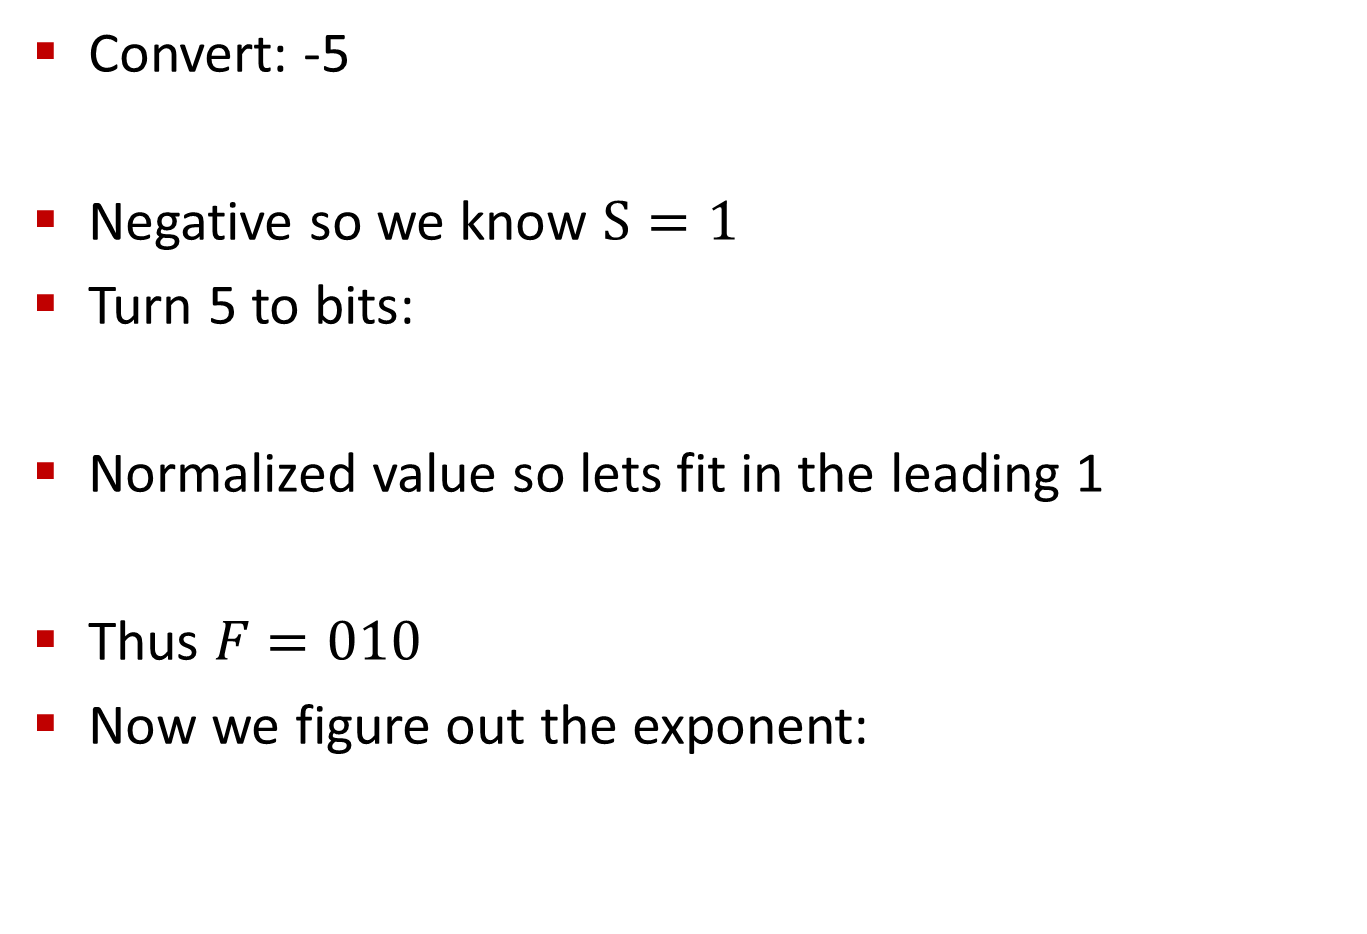 ▪ Convert: -5
▪ Negative so we know S = 1
▪ Turn 5 to bits:
▪ Normalized value so lets fit in the leading 1
▪ Thus F = 010
▪ Now we figure out the exponent: